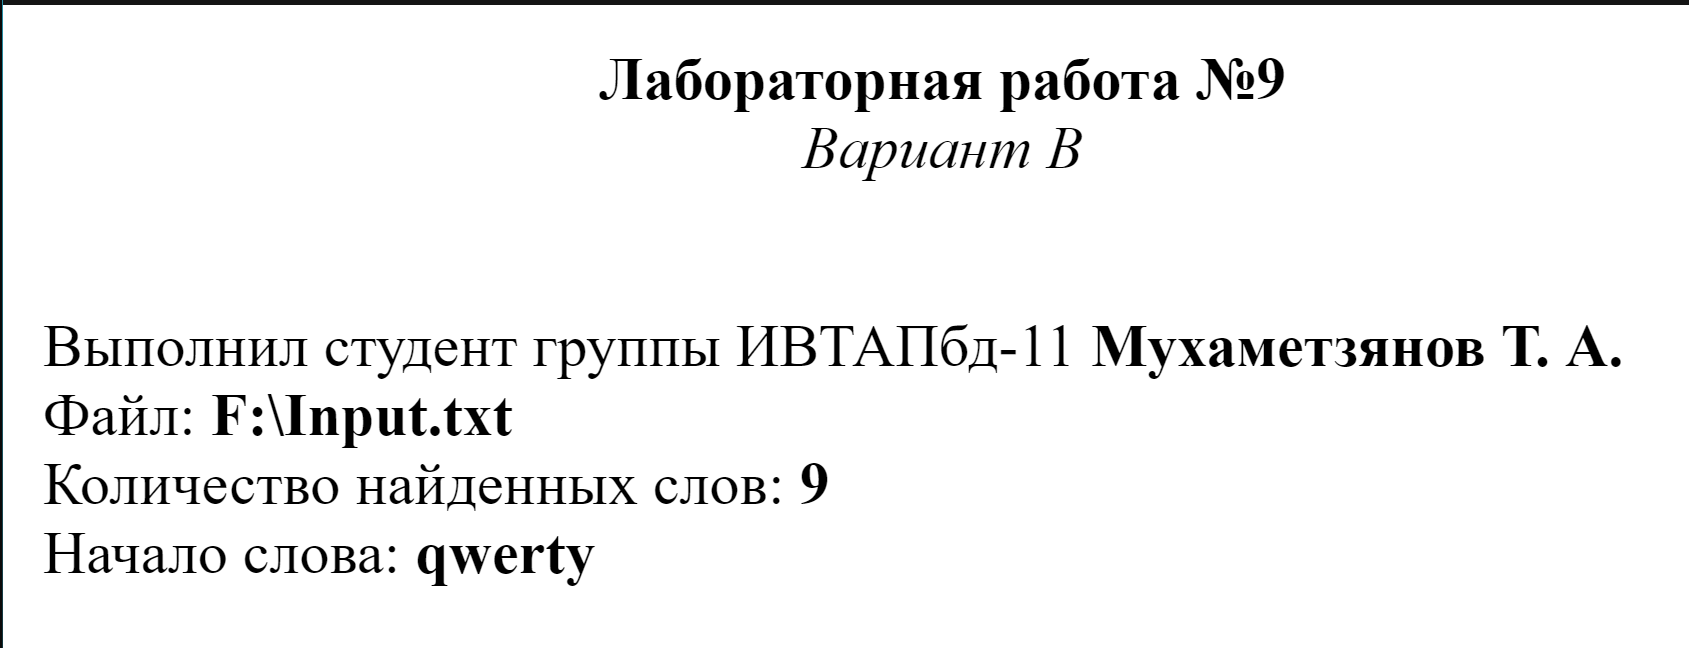 Лабораторная работа №9
Вариант В
Выполнил студент группы ИВТАПбд-11 Мухаметзянов Т. А.
Файл: F:\Input.txt
Количество найденных слов: 9
Начало слова: qwerty